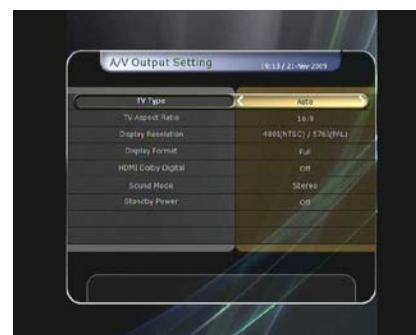 A/V Output Setting 19:13 / 21-Nov-2009
TV Type Auto
TV Aspect Ratio 16:9
Display Resolution 480I(NTSC) / 576I(PAL)
Display Format Full
HDMI Dolby Digital Off
Sound Mode Stereo
Standby Power Off